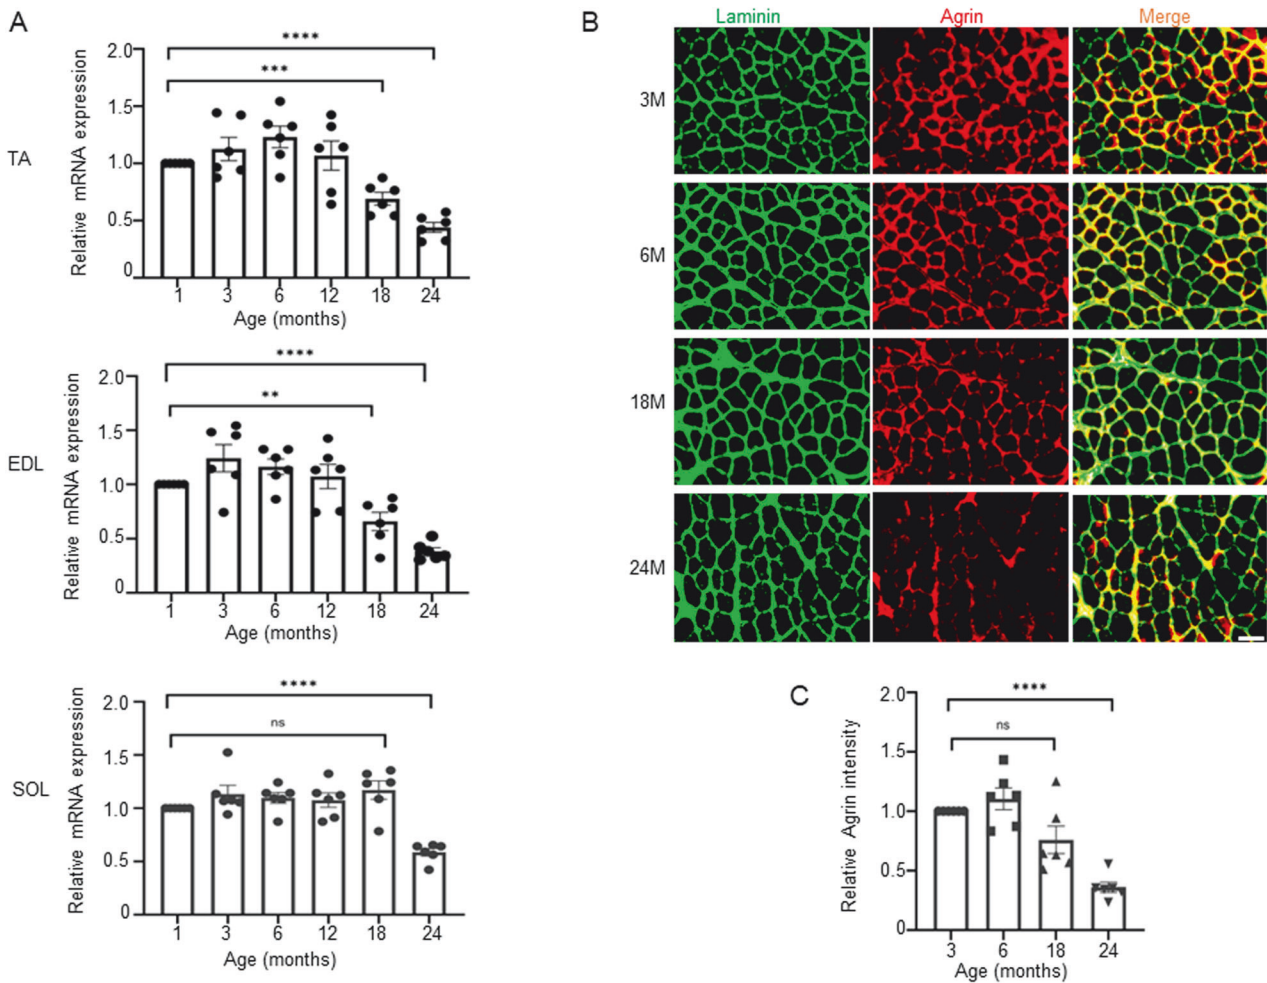 A
TA
Relative mRNA expression
2.0
1.5
1.0
0.5
0
****
***
1 3 6 12 18 24
Age (months)
EDL
Relative mRNA expression
2.0
1.5
1.0
0.5
0
****
**
1 3 6 12 18 24
Age (months)
SOL
Relative mRNA expression
2.0
1.5
1.0
0.5
0
****
ns
1 3 6 12 18 24
Age (months)
B
Laminin Agrin Merge
3M
6M
18M
24M
C
Relative Agrin intensity
2.0
1.5
1.0
0.5
0
****
ns
3 6 18 24
Age (months)